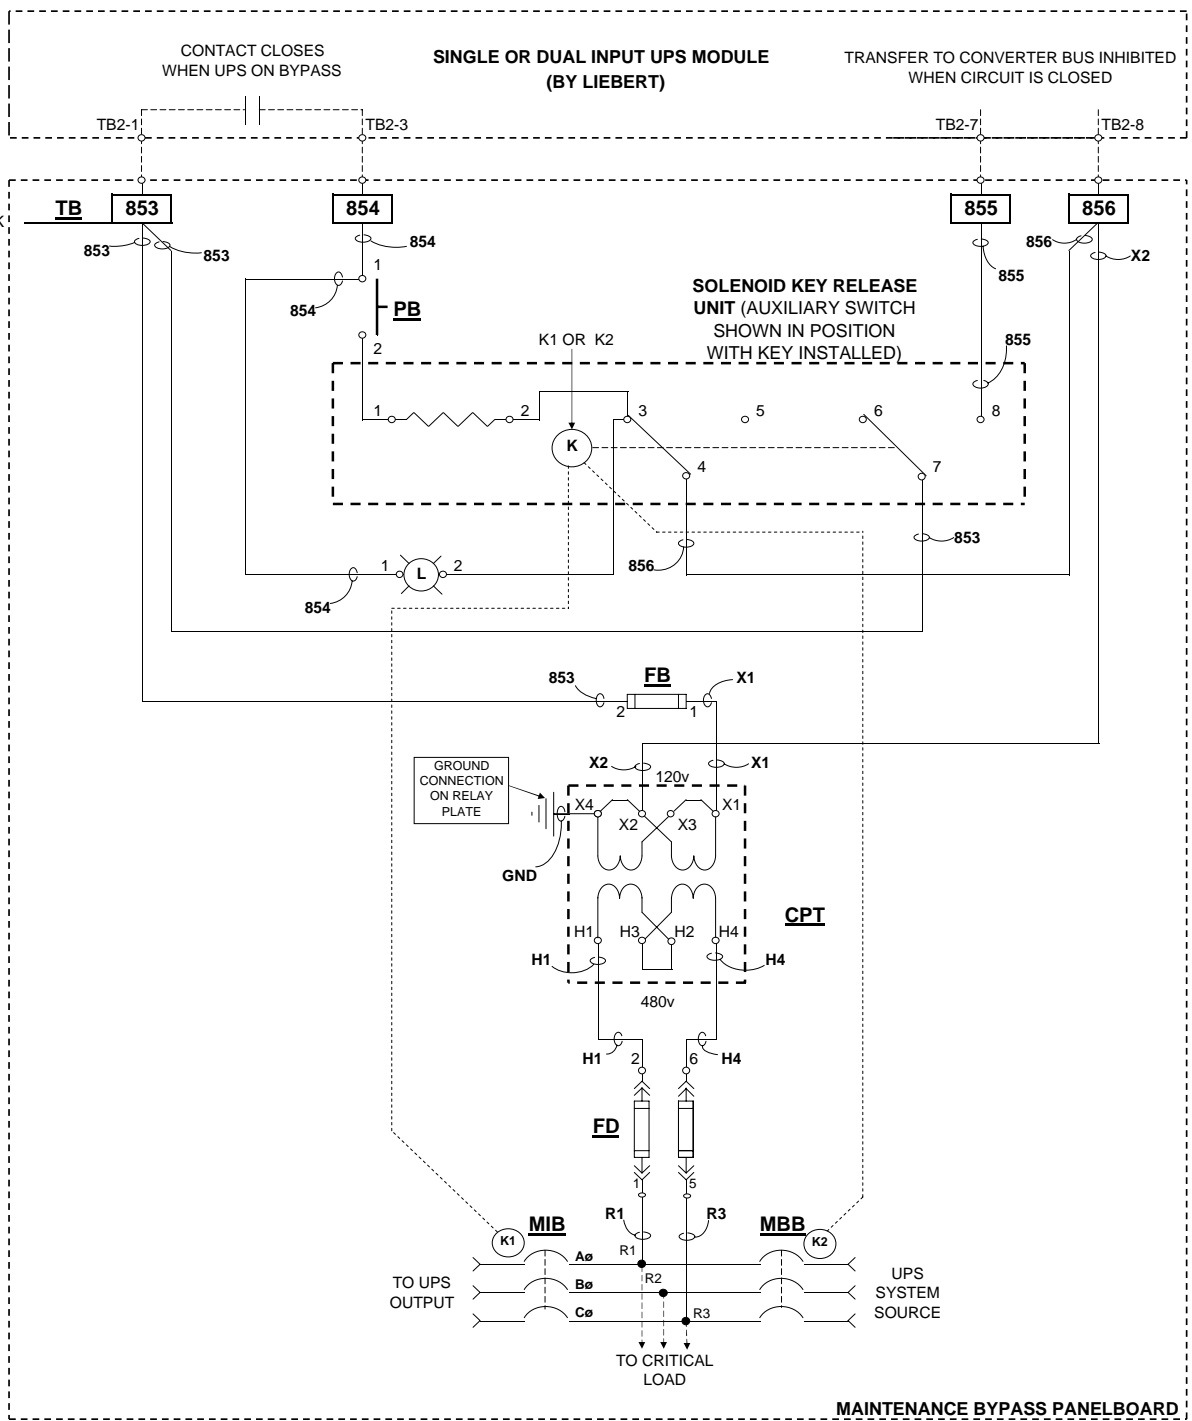 CONTACT CLOSES
WHEN UPS ON BYPASS
SINGLE OR DUAL INPUT UPS MODULE
(BY LIEBERT)
TRANSFER TO CONVERTER BUS INHIBITED
WHEN CIRCUIT IS CLOSED
TB2-1
TB2-3
TB2-7
TB2-8
TB
853
854
855
856
853
853
854
856
X2
855
1
854
PB
2
SOLENOID KEY RELEASE
UNIT (AUXILIARY SWITCH
SHOWN IN POSITION
WITH KEY INSTALLED)
K1 OR K2
855
1
2
3
5
6
8
K
4
7
853
856
1
L
2
854
853
FB
X1
2
1
GROUND
CONNECTION
ON RELAY
PLATE
X2
120v
X1
X4
X2
X3
X1
GND
CPT
H1
H3
H2
H4
H1
H4
480v
H1
2
6
H4
FD
1
5
R1
R3
MIB
MBB
K1
K2
Aø
R1
TO UPS
OUTPUT
Bø
R2
UPS
SYSTEM
SOURCE
Cø
R3
TO CRITICAL
LOAD
MAINTENANCE BYPASS PANELBOARD